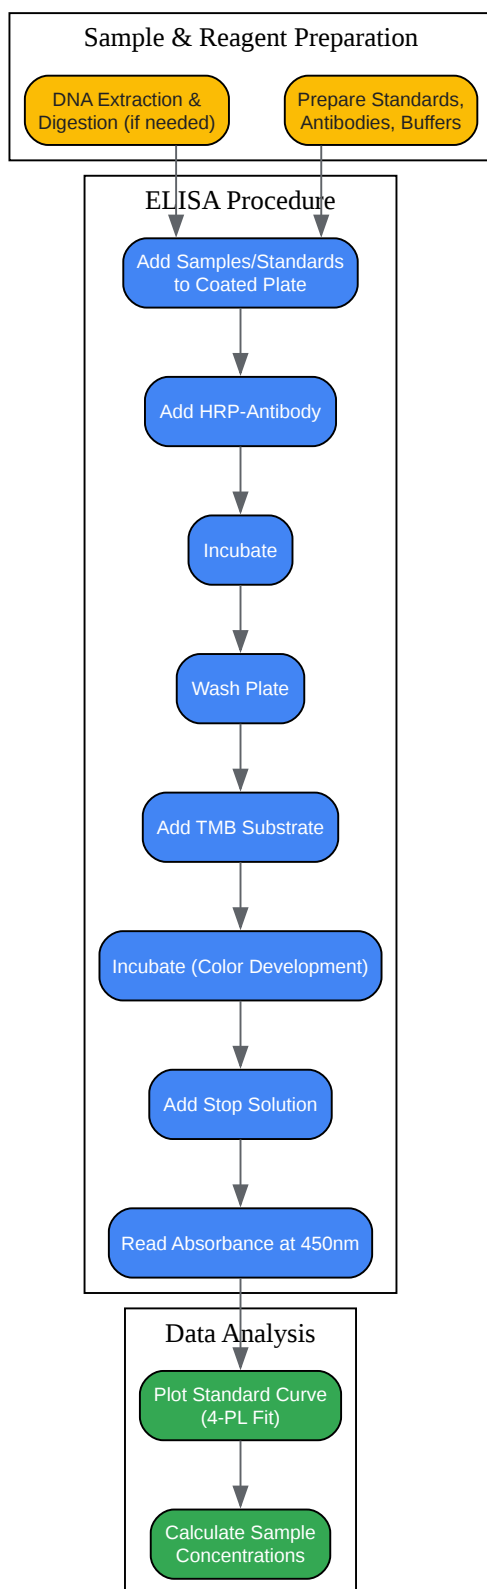 Sample & Reagent Preparation
DNA Extraction &
Digestion (if needed)
Prepare Standards,
Antibodies, Buffers
ELISA Procedure
Add Samples/Standards
to Coated Plate
Add HRP-Antibody
Incubate
Wash Plate
Add TMB Substrate
Incubate (Color Development)
Add Stop Solution
Read Absorbance at 450nm
Data Analysis
Plot Standard Curve
(4-PL Fit)
Calculate Sample
Concentrations